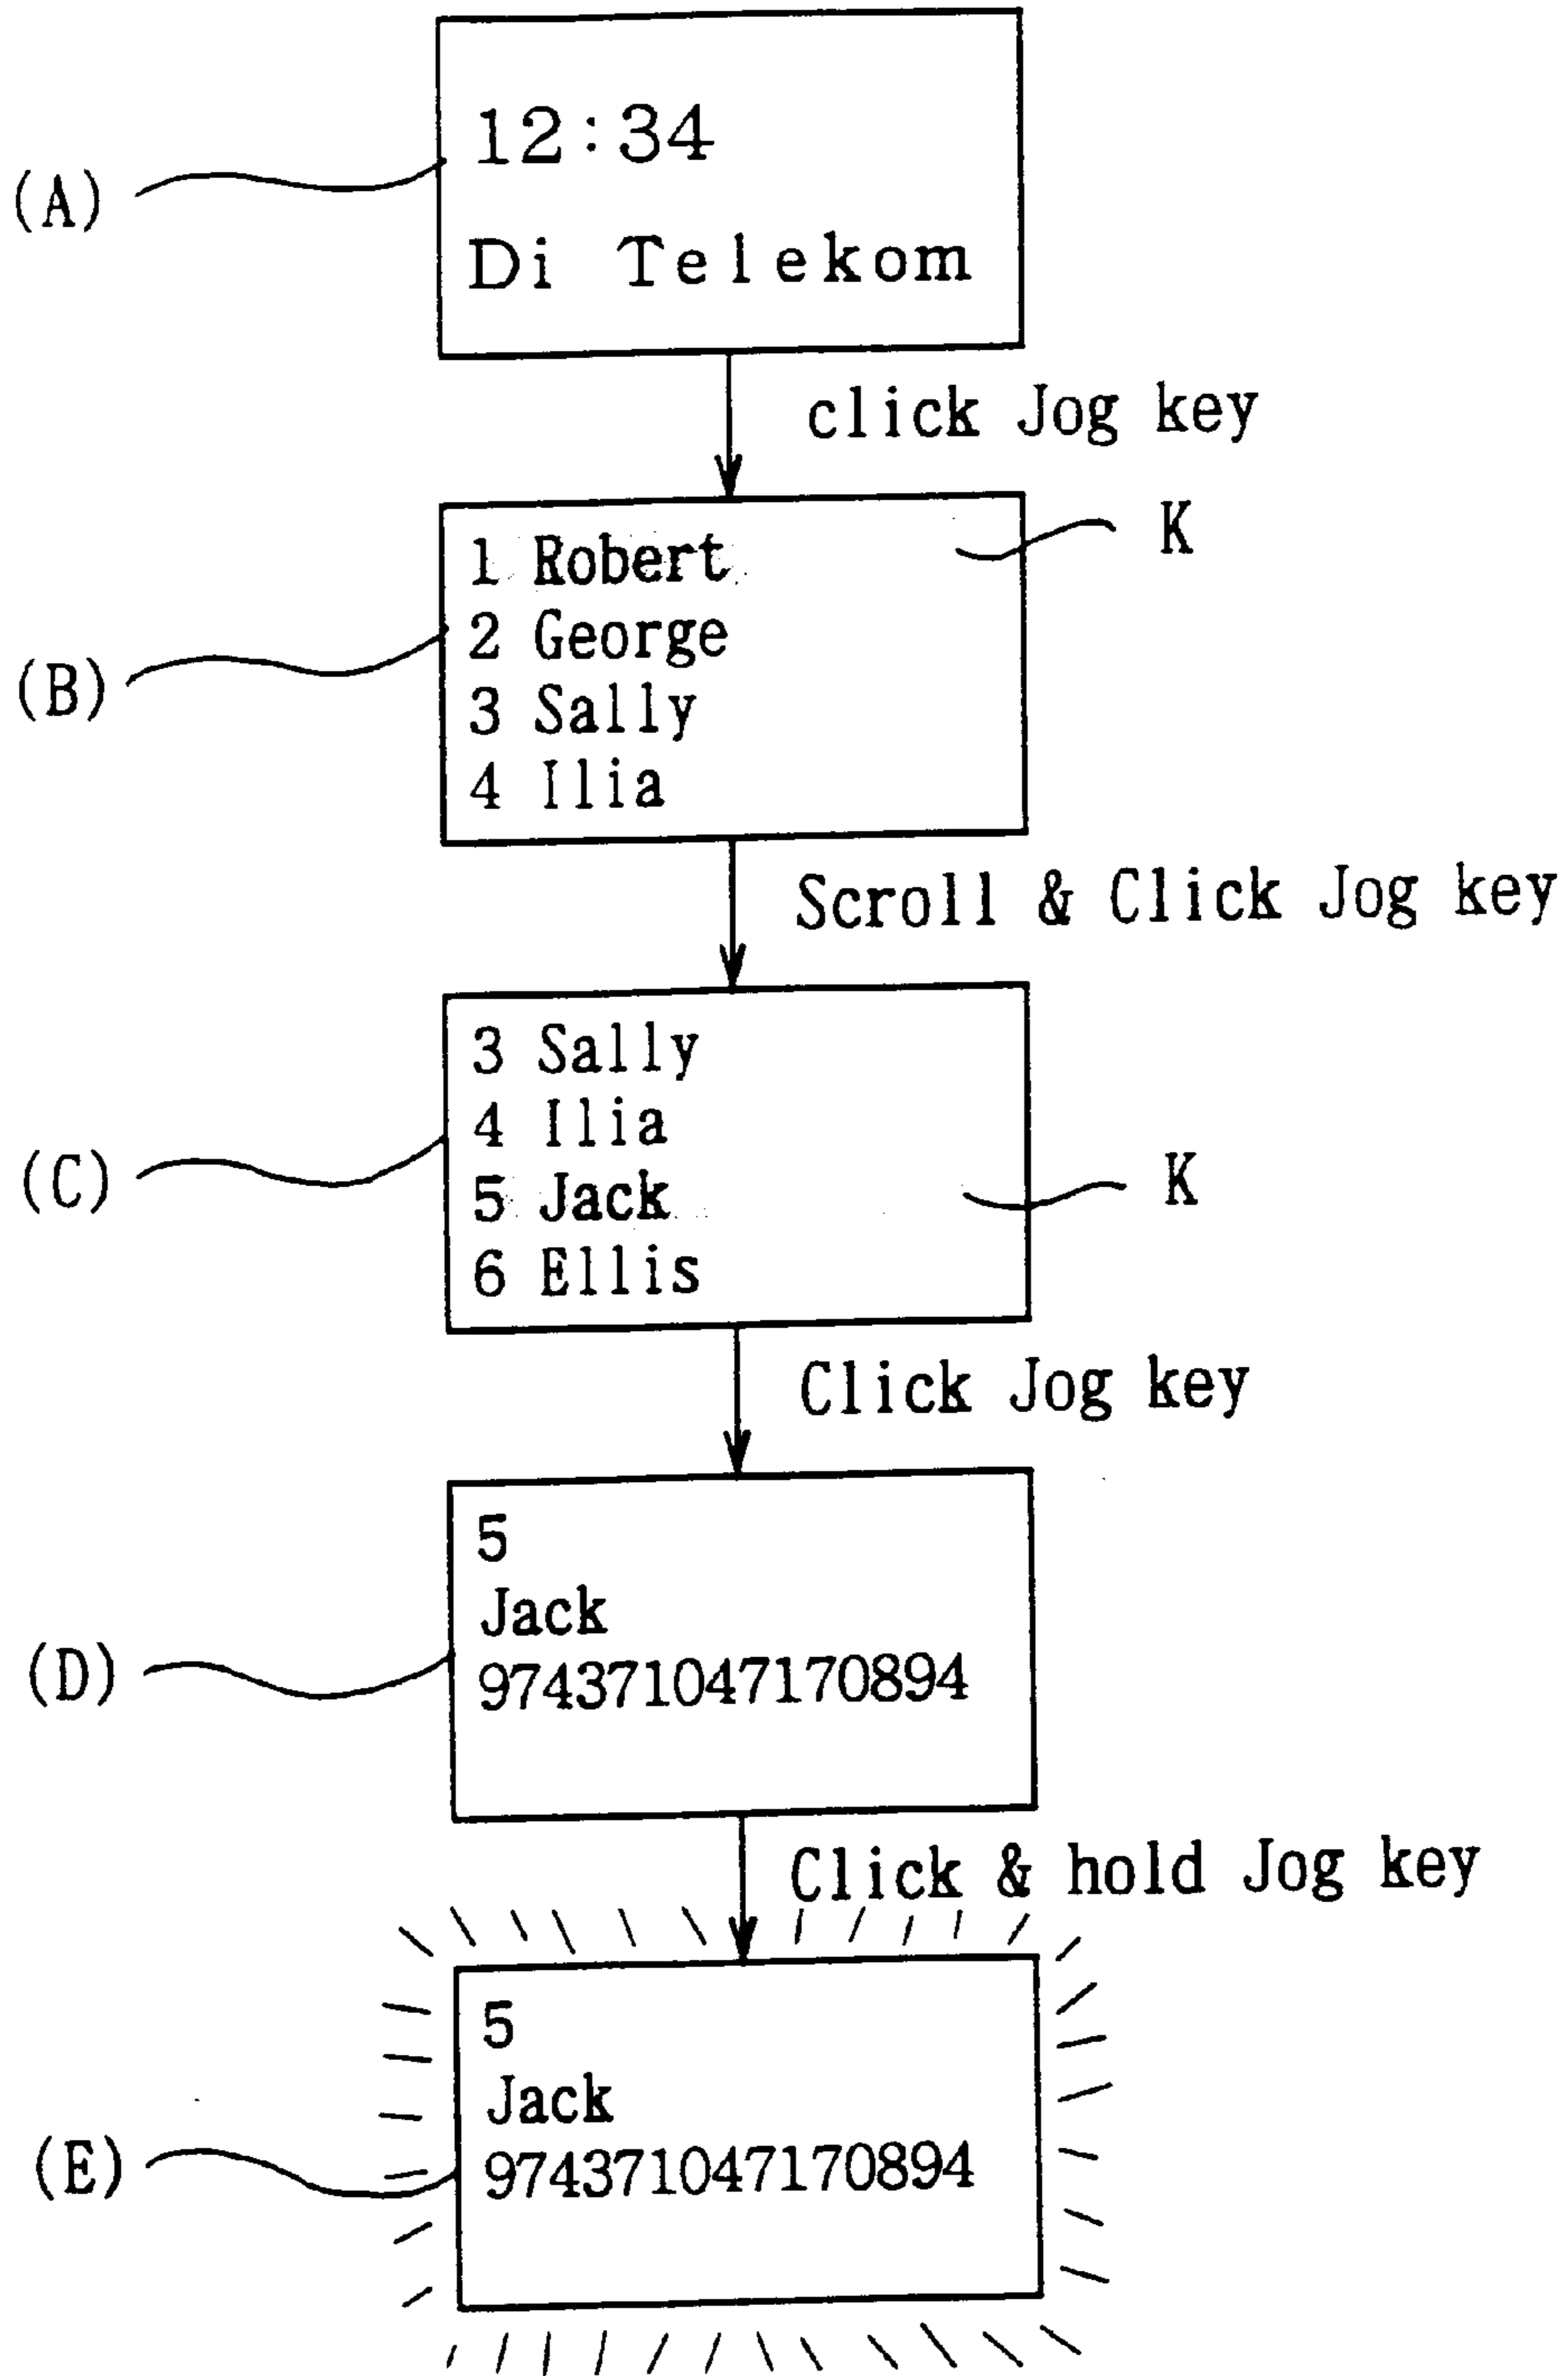 (A)
12:34
Di Telekom
click Jog key
K
1 Robert
2 George
(B)
3 Sally
4 Ilia
Scroll & Click Jog key
3 Sally
4 Ilia
(C)
5 Jack
K
6 Ellis
Click Jog key
5
Jack
(D)
974371047170894
Click & hold Jog key
5
Jack
(E)
974371047170894